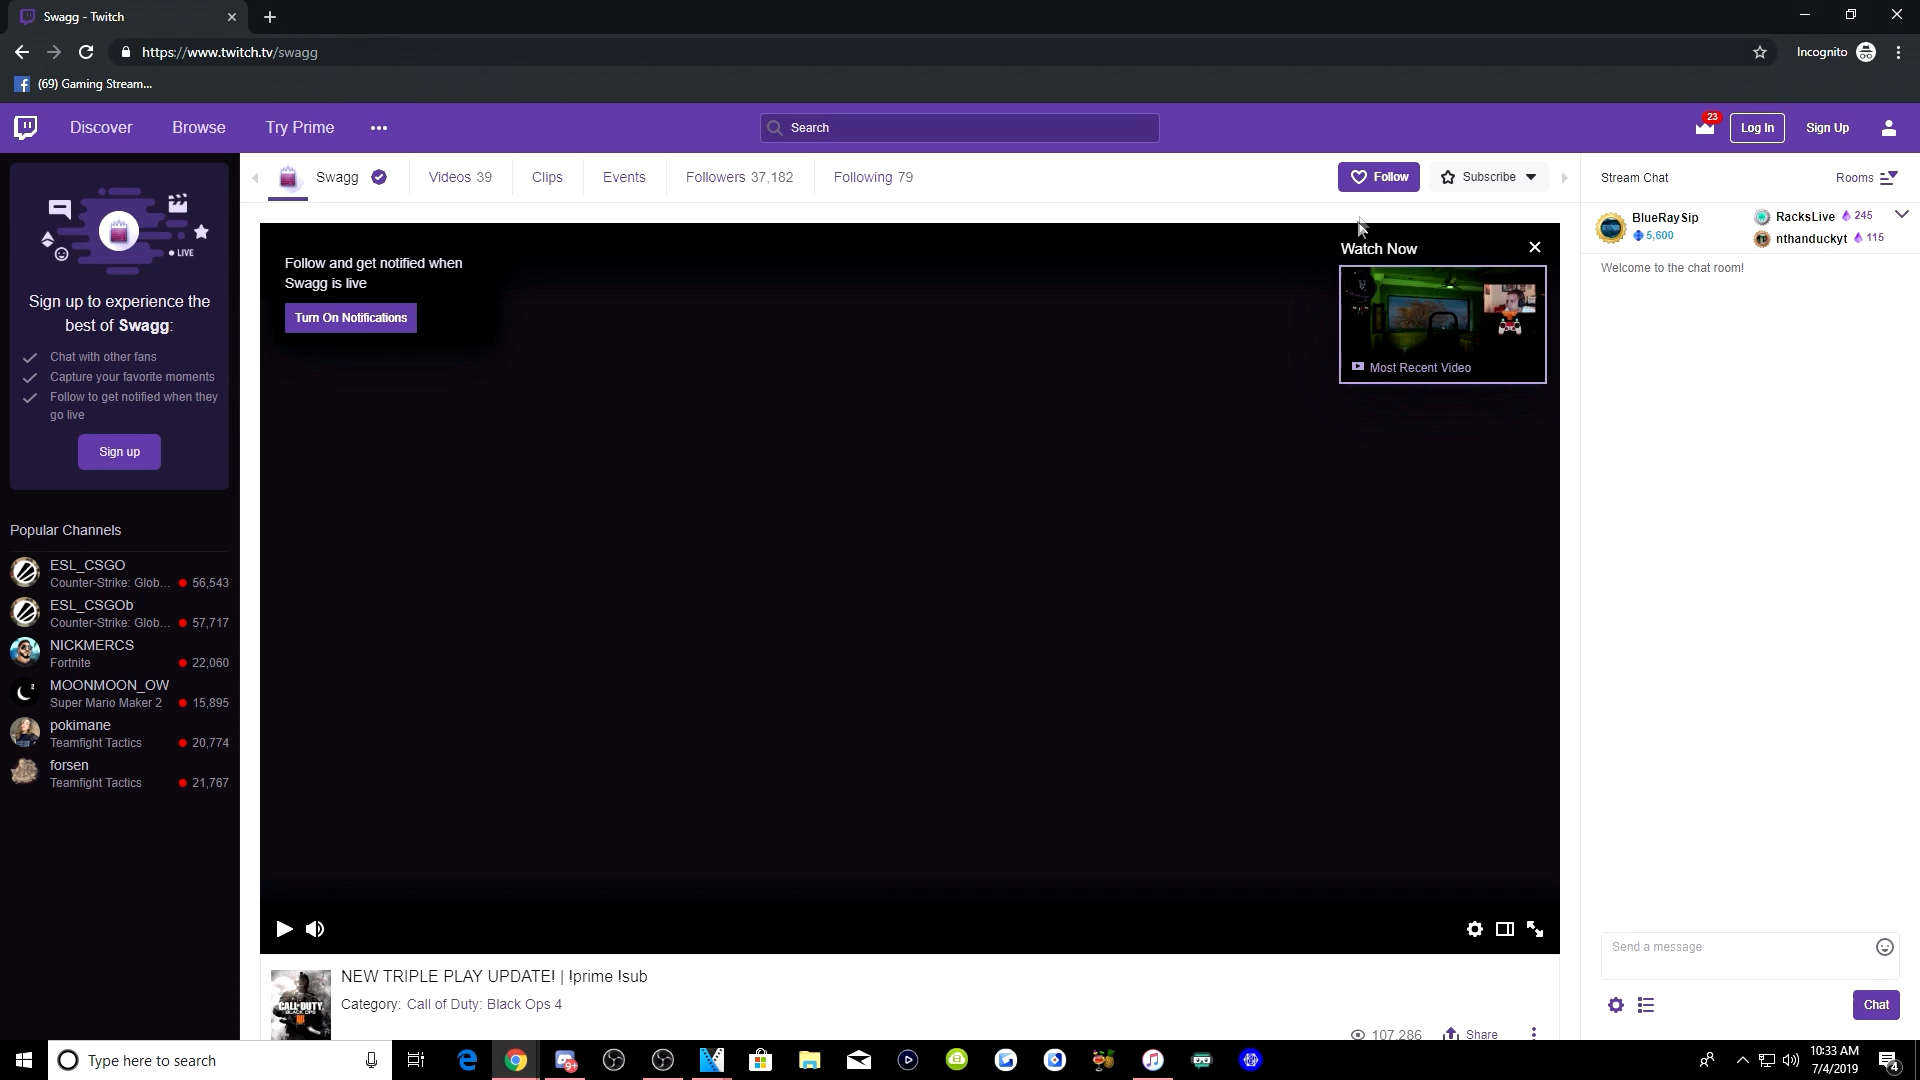 Swagg - Twitch
https://www.twitch.tv/swagg
Incognito
(69) Gaming Stream...
Discover
Browse
Try Prime
Search
23
Log In
Sign Up
Swagg
Videos 39
Clips
Events
Followers 37,182
Following 79
Follow
Subscribe
Stream Chat
Rooms
LIVE
Sign up to experience the
best of Swagg:
Chat with other fans
Capture your favorite moments
Follow to get notified when they
go live
Sign up
Popular Channels
ESL_CSGO
Counter-Strike: Glob... 56,543
ESL_CSGOb
Counter-Strike: Glob... 57,717
NICKMERCS
Fortnite 22,060
MOONMOON_OW
Super Mario Maker 2 15,895
pokimane
Teamfight Tactics 20,774
forsen
Teamfight Tactics 21,767
Follow and get notified when
Swagg is live
Turn On Notifications
Watch Now
Most Recent Video
BlueRaySip
5,600
RacksLive 245
nthanduckyt 115
Welcome to the chat room!
Send a message
Chat
CALL OF DUTY
BLACK OPS
IIII
NEW TRIPLE PLAY UPDATE! | !prime !sub
Category: Call of Duty: Black Ops 4
107,286
Share
Type here to search
9+
10:33 AM
7/4/2019
4